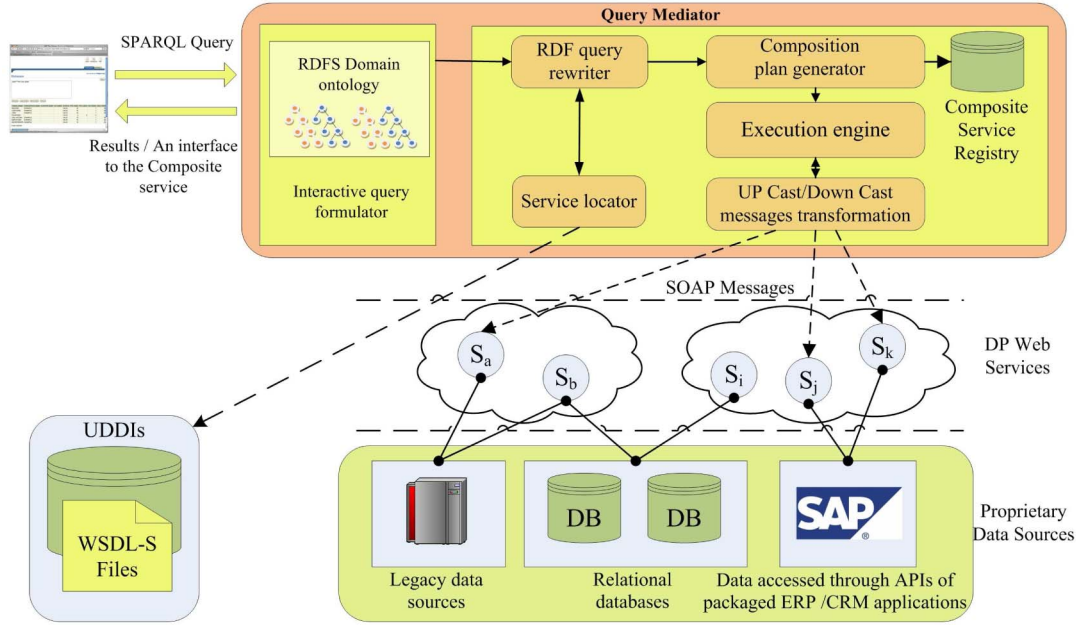 Query Mediator
SPARQL Query
Results / An interface
to the Composite
service
RDFS Domain
ontology
Interactive query
formulator
RDF query
rewriter
Service locator
Composition
plan generator
Execution engine
UP Cast/Down Cast
messages transformation
Composite
Service
Registry
SOAP Messages
Sa
Sb
Si
Sj
Sk
DP Web
Services
UDDIs
WSDL-S
Files
DB
DB
SAP
®
Legacy data
sources
Relational
databases
Data accessed through APIs of
packaged ERP /CRM applications
Proprietary
Data Sources